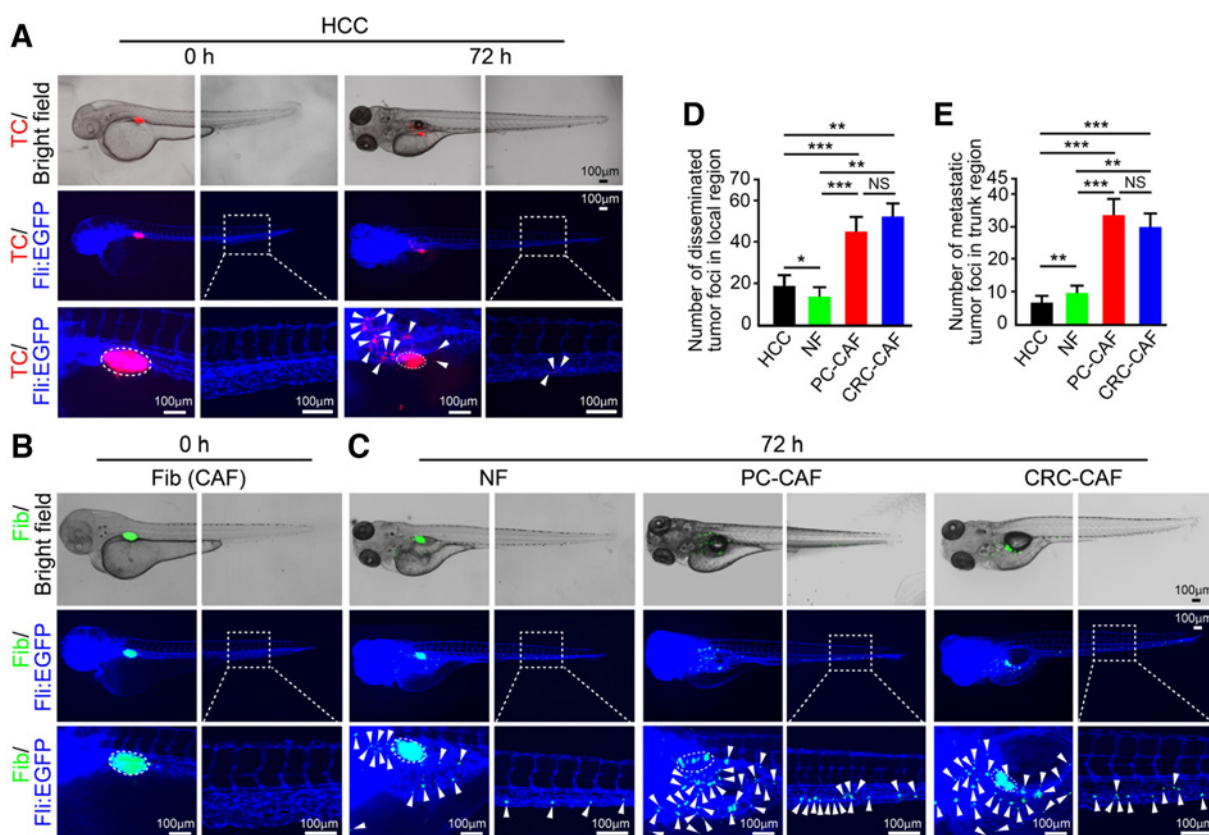 A
HCC
0 h
72 h
TC/
Bright field
100µm
TC/
Fli:EGFP
100µm
TC/
Fli:EGFP
100µm
100µm
100µm
100µm
D
Number of disseminated
tumor foci in local region
70
60
40
20
0
**
***
**
***
NS
*
HCC
NF
PC-CAF
CRC-CAF
E
Number of metastatic
tumor foci in trunk region
45
40
30
20
10
0
***
***
**
***
NS
**
HCC
NF
PC-CAF
CRC-CAF
B
0 h
Fib (CAF)
C
72 h
NF
PC-CAF
CRC-CAF
Fib/
Bright field
100µm
Fib/
Fli:EGFP
100µm
Fib/
Fli:EGFP
100µm
100µm
100µm
100µm
100µm
100µm
100µm
100µm